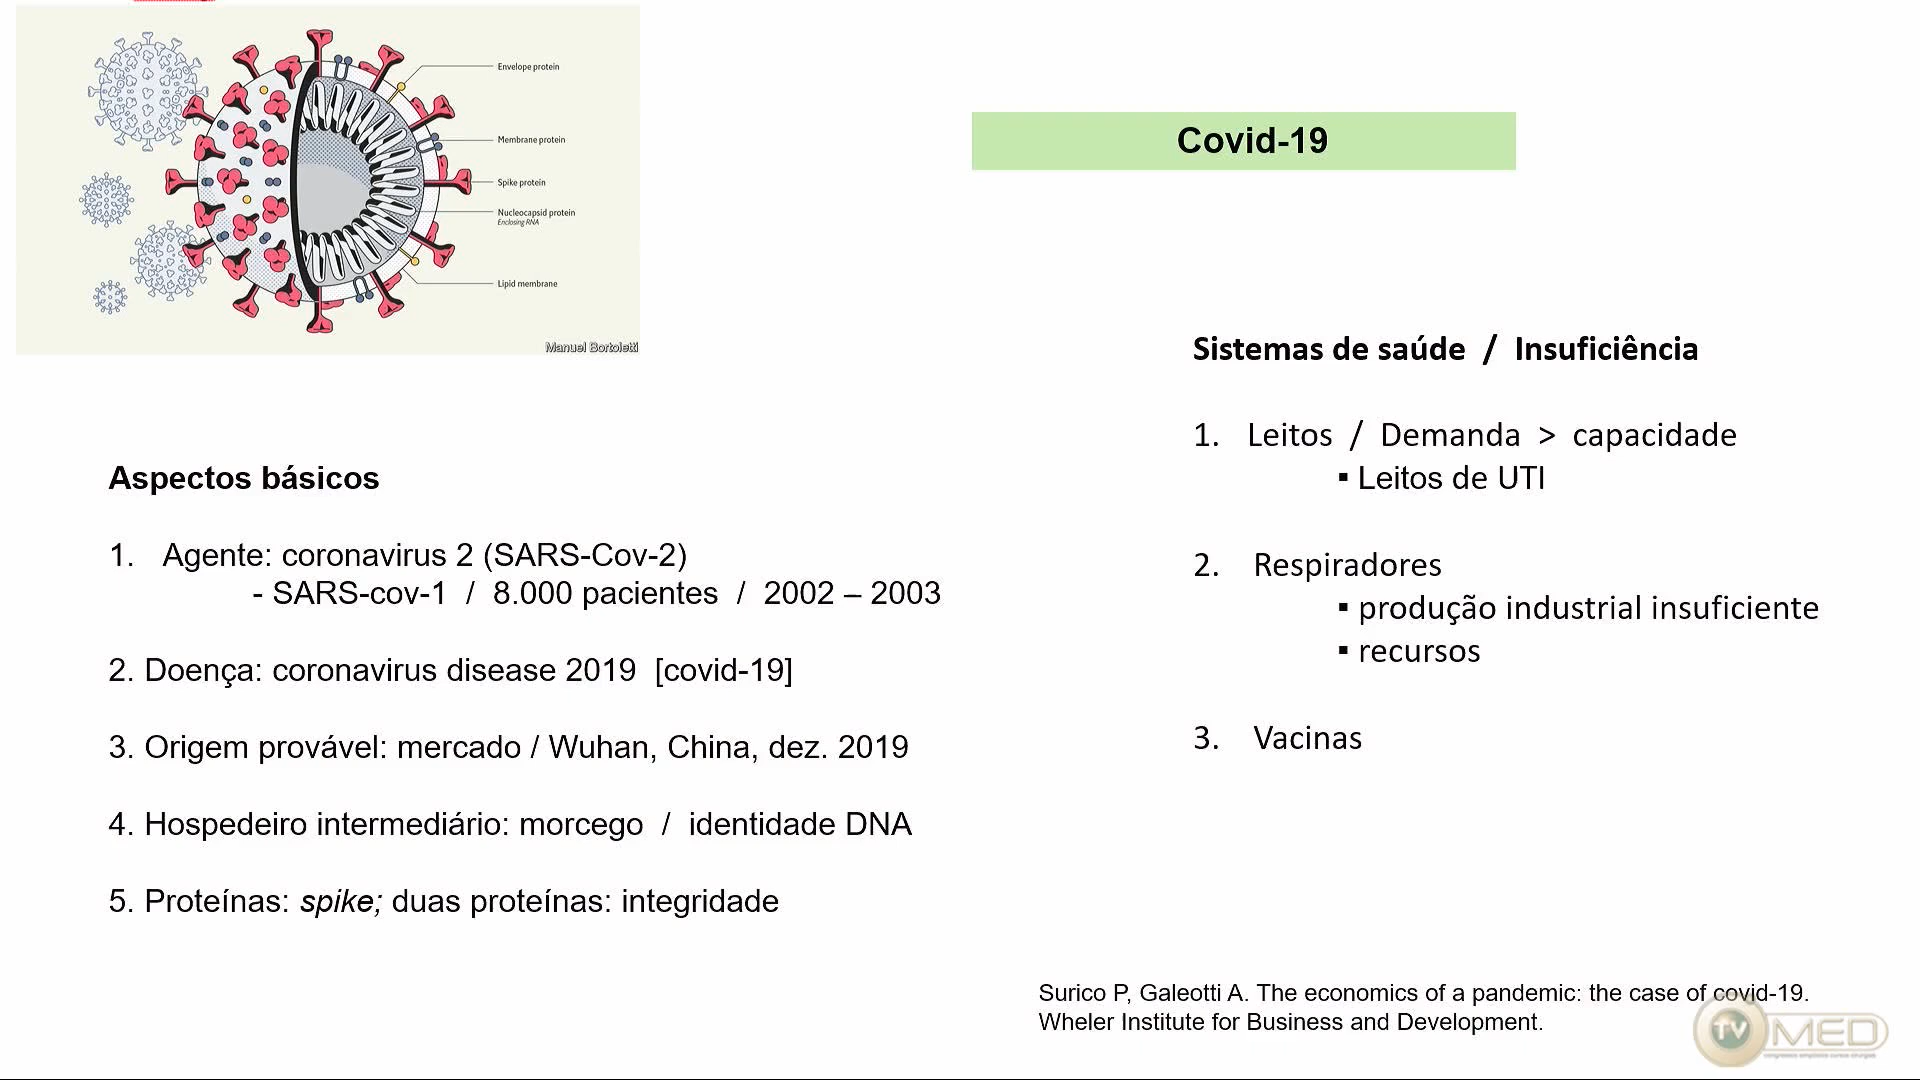 Envelope protein
Membrane protein
Spike protein
Nucleocapsid protein
Enclosing RNA
Lipid membrane
Manuel Bortoletti
Covid-19
Aspectos básicos
1. Agente: coronavirus 2 (SARS-Cov-2)
- SARS-cov-1 / 8.000 pacientes / 2002 – 2003
2. Doença: coronavirus disease 2019 [covid-19]
3. Origem provável: mercado / Wuhan, China, dez. 2019
4. Hospedeiro intermediário: morcego / identidade DNA
5. Proteínas: spike; duas proteínas: integridade
Sistemas de saúde / Insuficiência
1. Leitos / Demanda > capacidade
▪ Leitos de UTI
2. Respiradores
▪ produção industrial insuficiente
▪ recursos
3. Vacinas
Surico P, Galeotti A. The economics of a pandemic: the case of covid-19.
Wheler Institute for Business and Development.
TV MED